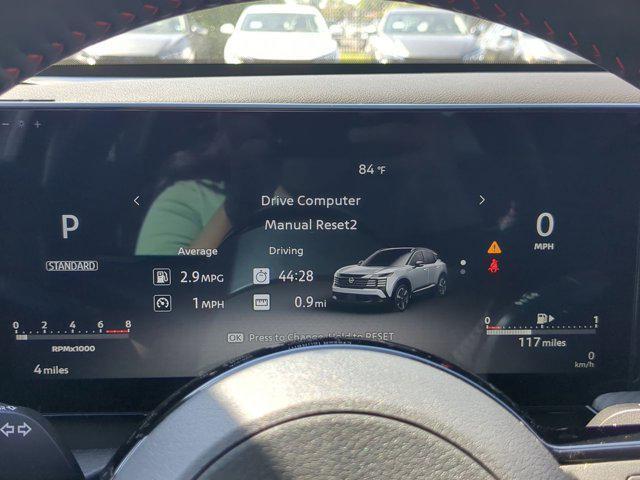 84 °F
Drive Computer
Manual Reset2
P
0
MPH
STANDARD
Average Driving
2.9 MPG 44:28
1 MPH 0.9 mi
OK Press to Change, Hold to RESET
0 2 4 6 8
RPMx1000
4 miles
0 1
117 miles
0
km/h